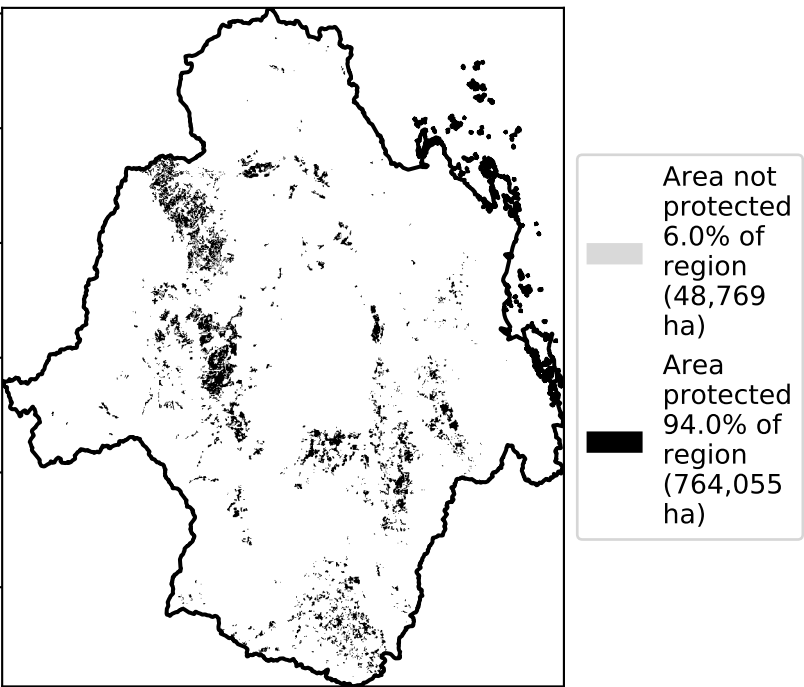 Area not
protected
6.0% of
region
(48,769
ha)
Area
protected
94.0% of
region
(764,055
ha)